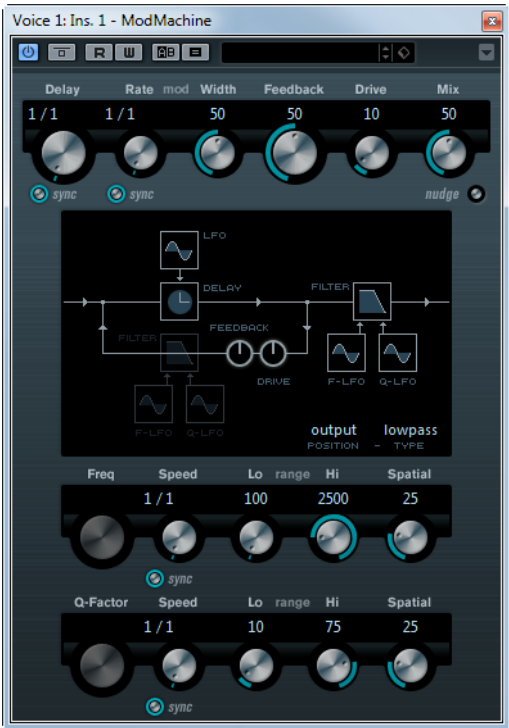 Voice 1: Ins. 1 - ModMachine
R W AB
Delay Rate mod Width Feedback Drive Mix
1 / 1 1 / 1 50 50 10 50
sync sync nudge
LFO
DELAY FILTER
FEEDBACK
FILTER
DRIVE F-LFO Q-LFO
F-LFO Q-LFO
output lowpass
POSITION - TYPE
Freq Speed Lo range Hi Spatial
1 / 1 100 2500 25
sync
Q-Factor Speed Lo range Hi Spatial
1 / 1 10 75 25
sync